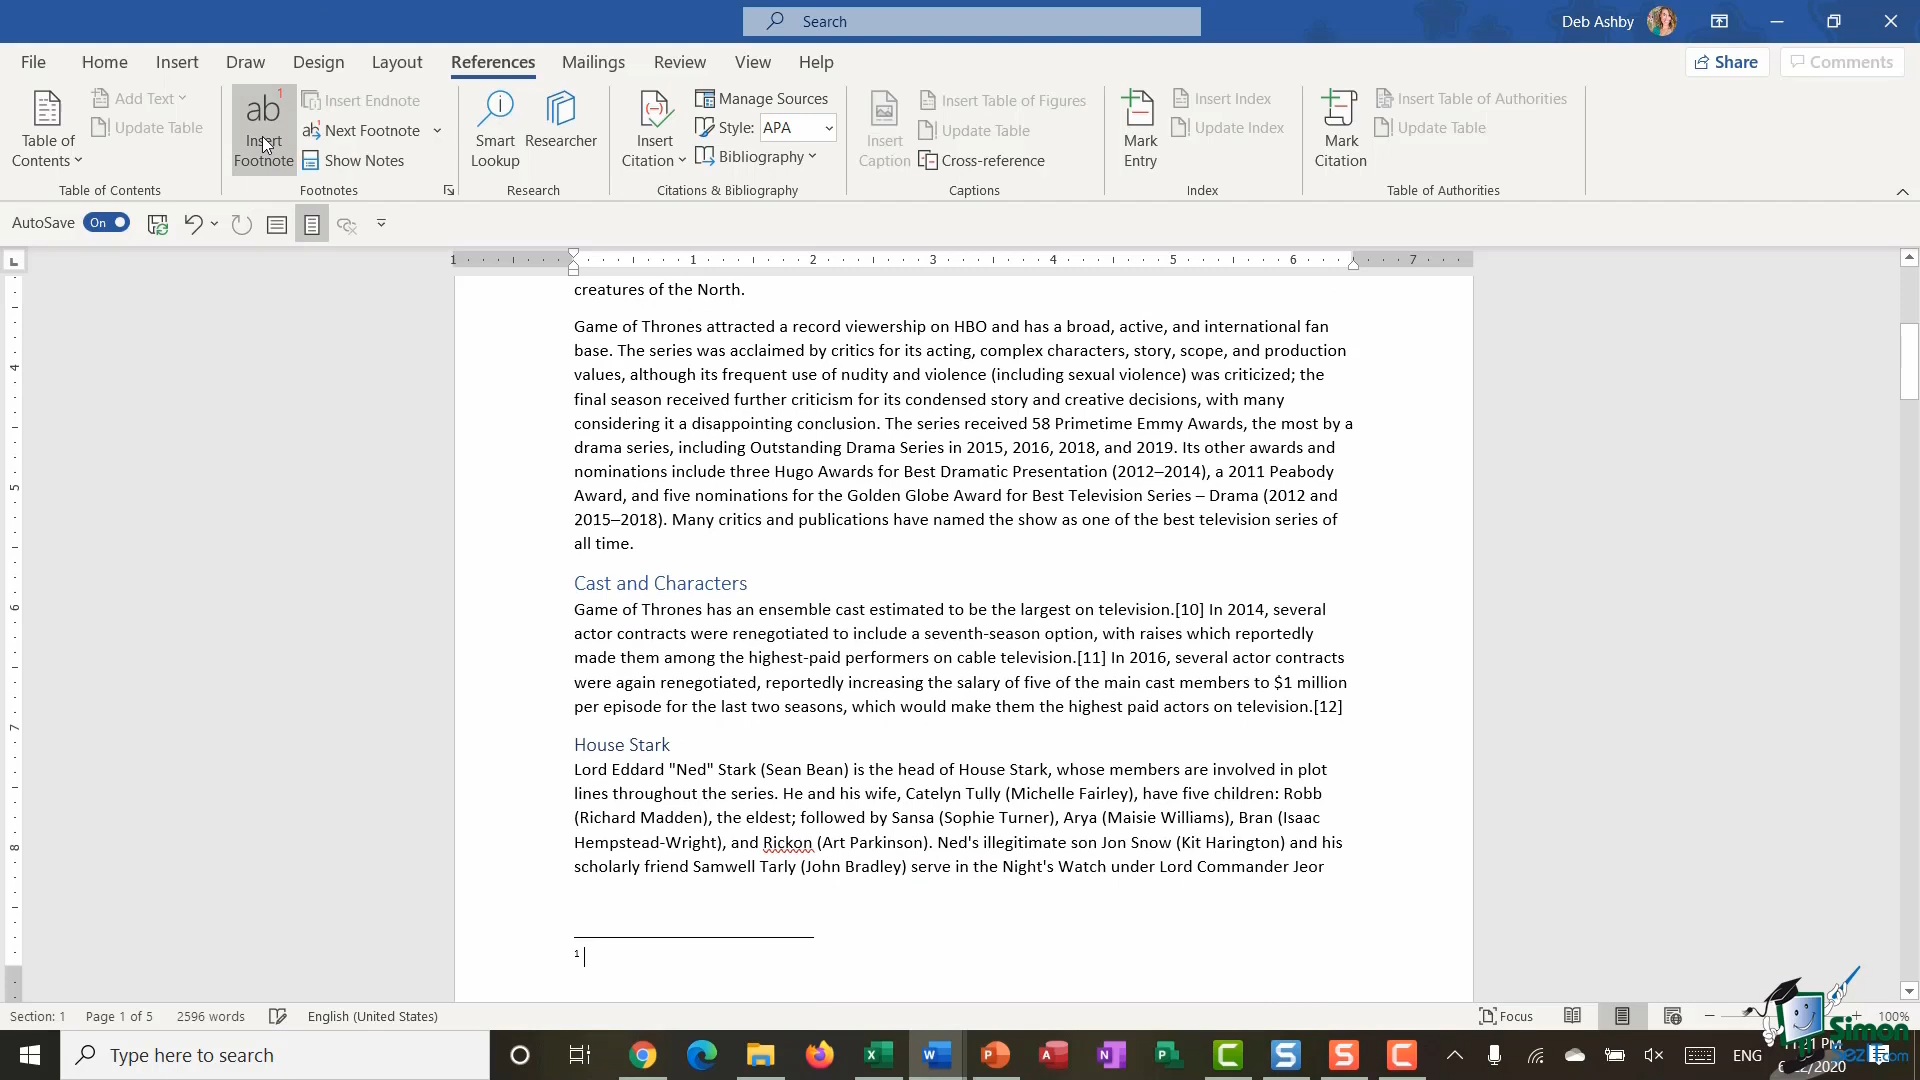 Search
Deb Ashby
File Home Insert Draw Design Layout References Mailings Review View Help
Share Comments
Table of Contents
Add Text
Update Table
Table of Contents
ab1
Insert Footnote
Insert Endnote
Next Footnote
Show Notes
Footnotes
Smart Lookup
Researcher
Research
Insert Citation
Manage Sources
Style: APA
Bibliography
Citations & Bibliography
Insert Caption
Insert Table of Figures
Update Table
Cross-reference
Captions
Mark Entry
Insert Index
Update Index
Index
Mark Citation
Insert Table of Authorities
Update Table
Table of Authorities
AutoSave On
1 1 2 3 4 5 6 7
4
5
6
7
8
creatures of the North.
Game of Thrones attracted a record viewership on HBO and has a broad, active, and international fan
base. The series was acclaimed by critics for its acting, complex characters, story, scope, and production
values, although its frequent use of nudity and violence (including sexual violence) was criticized; the
final season received further criticism for its condensed story and creative decisions, with many
considering it a disappointing conclusion. The series received 58 Primetime Emmy Awards, the most by a
drama series, including Outstanding Drama Series in 2015, 2016, 2018, and 2019. Its other awards and
nominations include three Hugo Awards for Best Dramatic Presentation (2012–2014), a 2011 Peabody
Award, and five nominations for the Golden Globe Award for Best Television Series – Drama (2012 and
2015–2018). Many critics and publications have named the show as one of the best television series of
all time.
Cast and Characters
Game of Thrones has an ensemble cast estimated to be the largest on television.[10] In 2014, several
actor contracts were renegotiated to include a seventh-season option, with raises which reportedly
made them among the highest-paid performers on cable television.[11] In 2016, several actor contracts
were again renegotiated, reportedly increasing the salary of five of the main cast members to $1 million
per episode for the last two seasons, which would make them the highest paid actors on television.[12]
House Stark
Lord Eddard "Ned" Stark (Sean Bean) is the head of House Stark, whose members are involved in plot
lines throughout the series. He and his wife, Catelyn Tully (Michelle Fairley), have five children: Robb
(Richard Madden), the eldest; followed by Sansa (Sophie Turner), Arya (Maisie Williams), Bran (Isaac
Hempstead-Wright), and Rickon (Art Parkinson). Ned's illegitimate son Jon Snow (Kit Harington) and his
scholarly friend Samwell Tarly (John Bradley) serve in the Night's Watch under Lord Commander Jeor
1
Section: 1 Page 1 of 5 2596 words English (United States) Focus 100%
Type here to search
ENG
Simon
SezIt.com